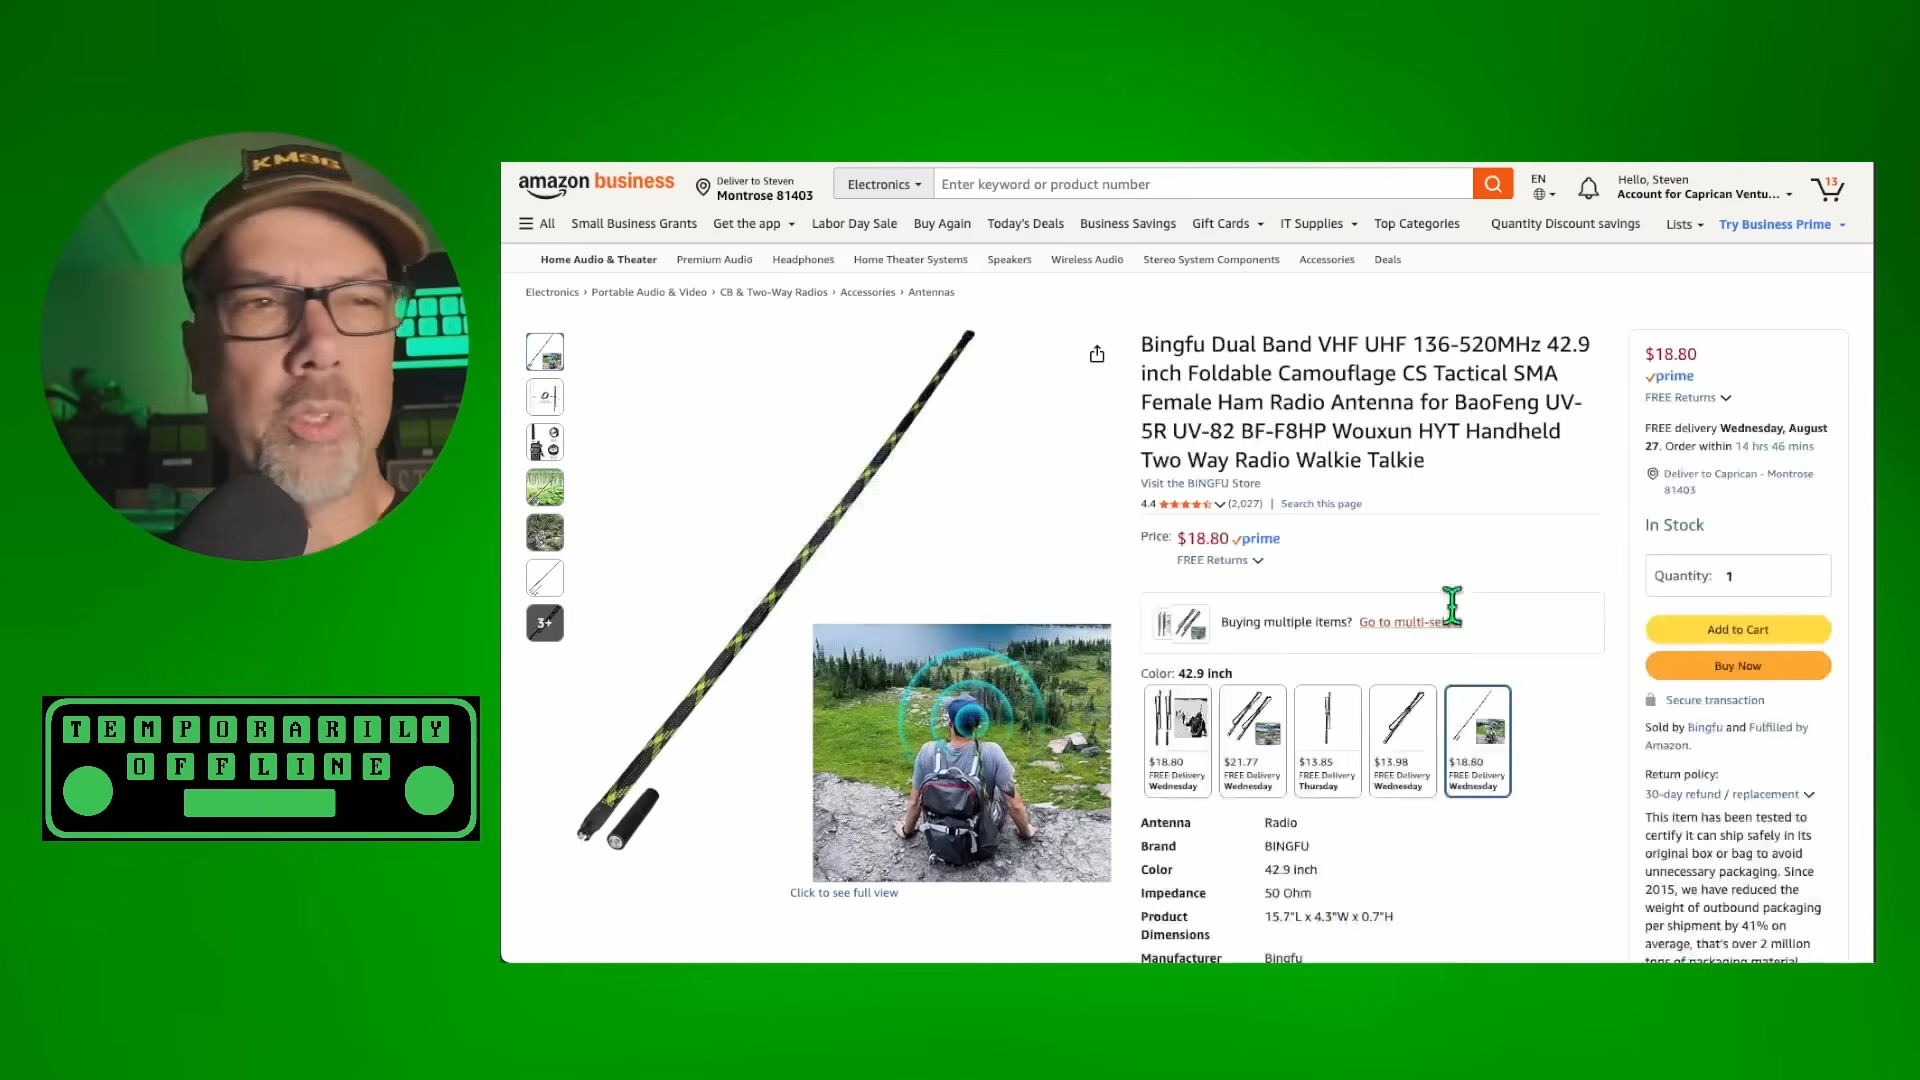 KM9G
TEMPORARILY
OFFLINE
amazon business
Deliver to Steven
Montrose 81403
Electronics
Enter keyword or product number
EN
Hello, Steven
Account for Caprican Ventu...
13
All
Small Business Grants
Get the app
Labor Day Sale
Buy Again
Today's Deals
Business Savings
Gift Cards
IT Supplies
Top Categories
Quantity Discount savings
Lists
Try Business Prime
Home Audio & Theater
Premium Audio
Headphones
Home Theater Systems
Speakers
Wireless Audio
Stereo System Components
Accessories
Deals
Electronics › Portable Audio & Video › CB & Two-Way Radios › Accessories › Antennas
3+
Click to see full view
Bingfu Dual Band VHF UHF 136-520MHz 42.9
inch Foldable Camouflage CS Tactical SMA
Female Ham Radio Antenna for BaoFeng UV-
5R UV-82 BF-F8HP Wouxun HYT Handheld
Two Way Radio Walkie Talkie
Visit the BINGFU Store
4.4 (2,027) | Search this page
Price: $18.80 prime
FREE Returns
Buying multiple items? Go to multi-se
Color: 42.9 inch
$18.80
FREE Delivery
Wednesday
$21.77
FREE Delivery
Wednesday
$13.85
FREE Delivery
Thursday
$13.98
FREE Delivery
Wednesday
$18.80
FREE Delivery
Wednesday
Antenna Radio
Brand BINGFU
Color 42.9 inch
Impedance 50 Ohm
Product 15.7"L x 4.3"W x 0.7"H
Dimensions
Manufacturer Bingfu
$18.80
prime
FREE Returns
FREE delivery Wednesday, August
27. Order within 14 hrs 46 mins
Deliver to Caprican - Montrose
81403
In Stock
Quantity: 1
Add to Cart
Buy Now
Secure transaction
Sold by Bingfu and Fulfilled by
Amazon.
Return policy:
30-day refund / replacement
This item has been tested to
certify it can ship safely in its
original box or bag to avoid
unnecessary packaging. Since
2015, we have reduced the
weight of outbound packaging
per shipment by 41% on
average, that's over 2 million
tons of packaging material.